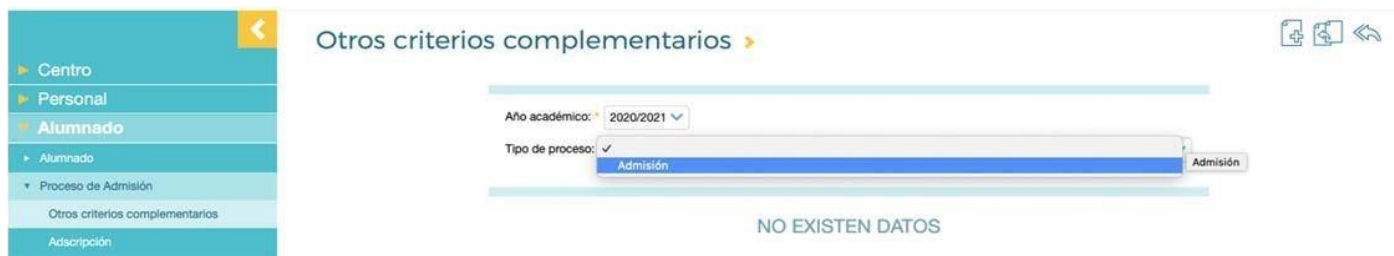 Otros criterios complementarios
Centro
Personal
Alumnado
Alumnado
Proceso de Admisión
Otros criterios complementarios
Adscripción
Año académico: * 2020/2021
Tipo de proceso: ✓
Admisión
Admisión
NO EXISTEN DATOS